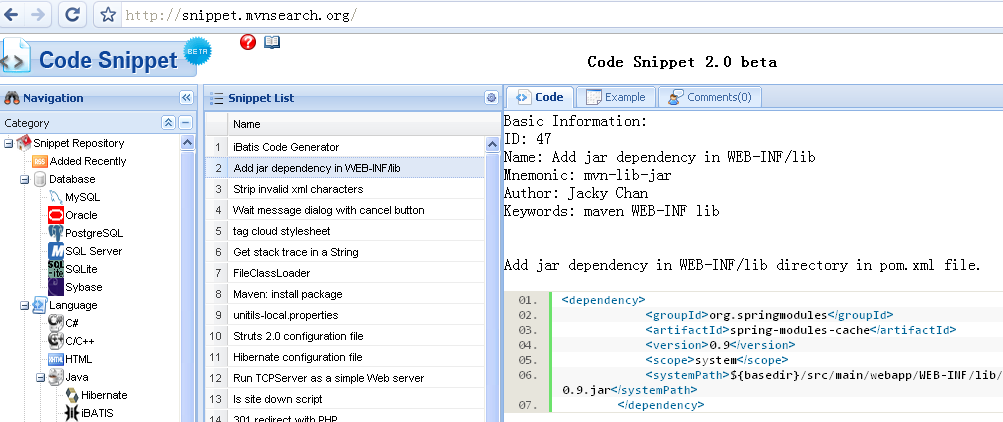 http://snippet.mvnsearch.org/
Code Snippet
BETA
Code Snippet 2.0 beta
Navigation
Category
Snippet Repository
Added Recently
Database
MySQL
Oracle
PostgreSQL
SQL Server
SQLite
Sybase
Language
C#
C/C++
HTML
Java
Hibernate
iBATIS
Snippet List
Name
1 iBatis Code Generator
2 Add jar dependency in WEB-INF/lib
3 Strip invalid xml characters
4 Wait message dialog with cancel button
5 tag cloud stylesheet
6 Get stack trace in a String
7 FileClassLoader
8 Maven: install package
9 unitils-local.properties
10 Struts 2.0 configuration file
11 Hibernate configuration file
12 Run TCPServer as a simple Web server
13 Is site down script
14 301 redirect with PHP
Code Example Comments(0)
Basic Information:
ID: 47
Name: Add jar dependency in WEB-INF/lib
Mnemonic: mvn-lib-jar
Author: Jacky Chan
Keywords: maven WEB-INF lib
Add jar dependency in WEB-INF/lib directory in pom.xml file.
01. <dependency>
02. <groupId>org.springmodules</groupId>
03. <artifactId>spring-modules-cache</artifactId>
04. <version>0.9</version>
05. <scope>system</scope>
06. <systemPath>${basedir}/src/main/webapp/WEB-INF/lib/
0.9.jar</systemPath>
07. </dependency>